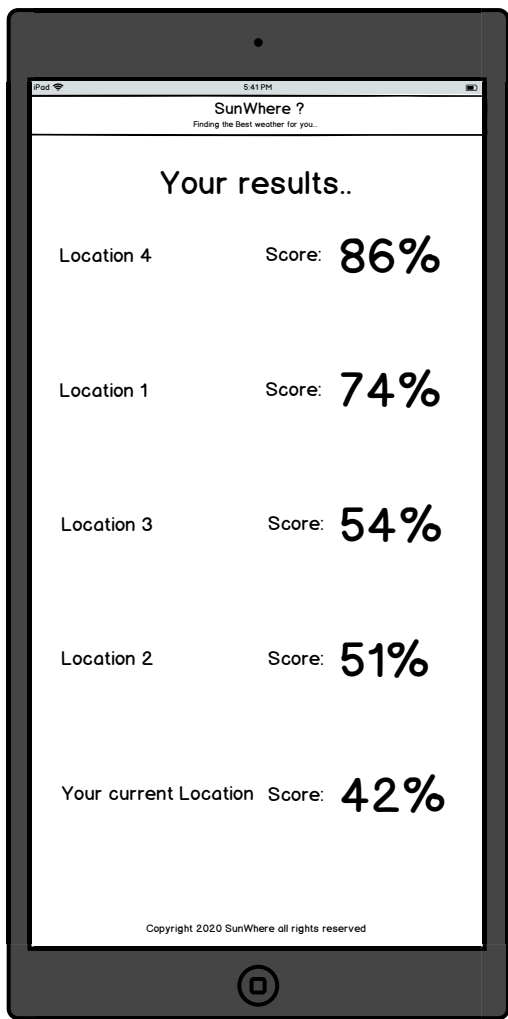 iPad 5:41 PM
SunWhere ?
Finding the Best weather for you..
Your results..
Location 4 Score: 86%
Location 1 Score: 74%
Location 3 Score: 54%
Location 2 Score: 51%
Your current Location Score: 42%
Copyright 2020 SunWhere all rights reserved